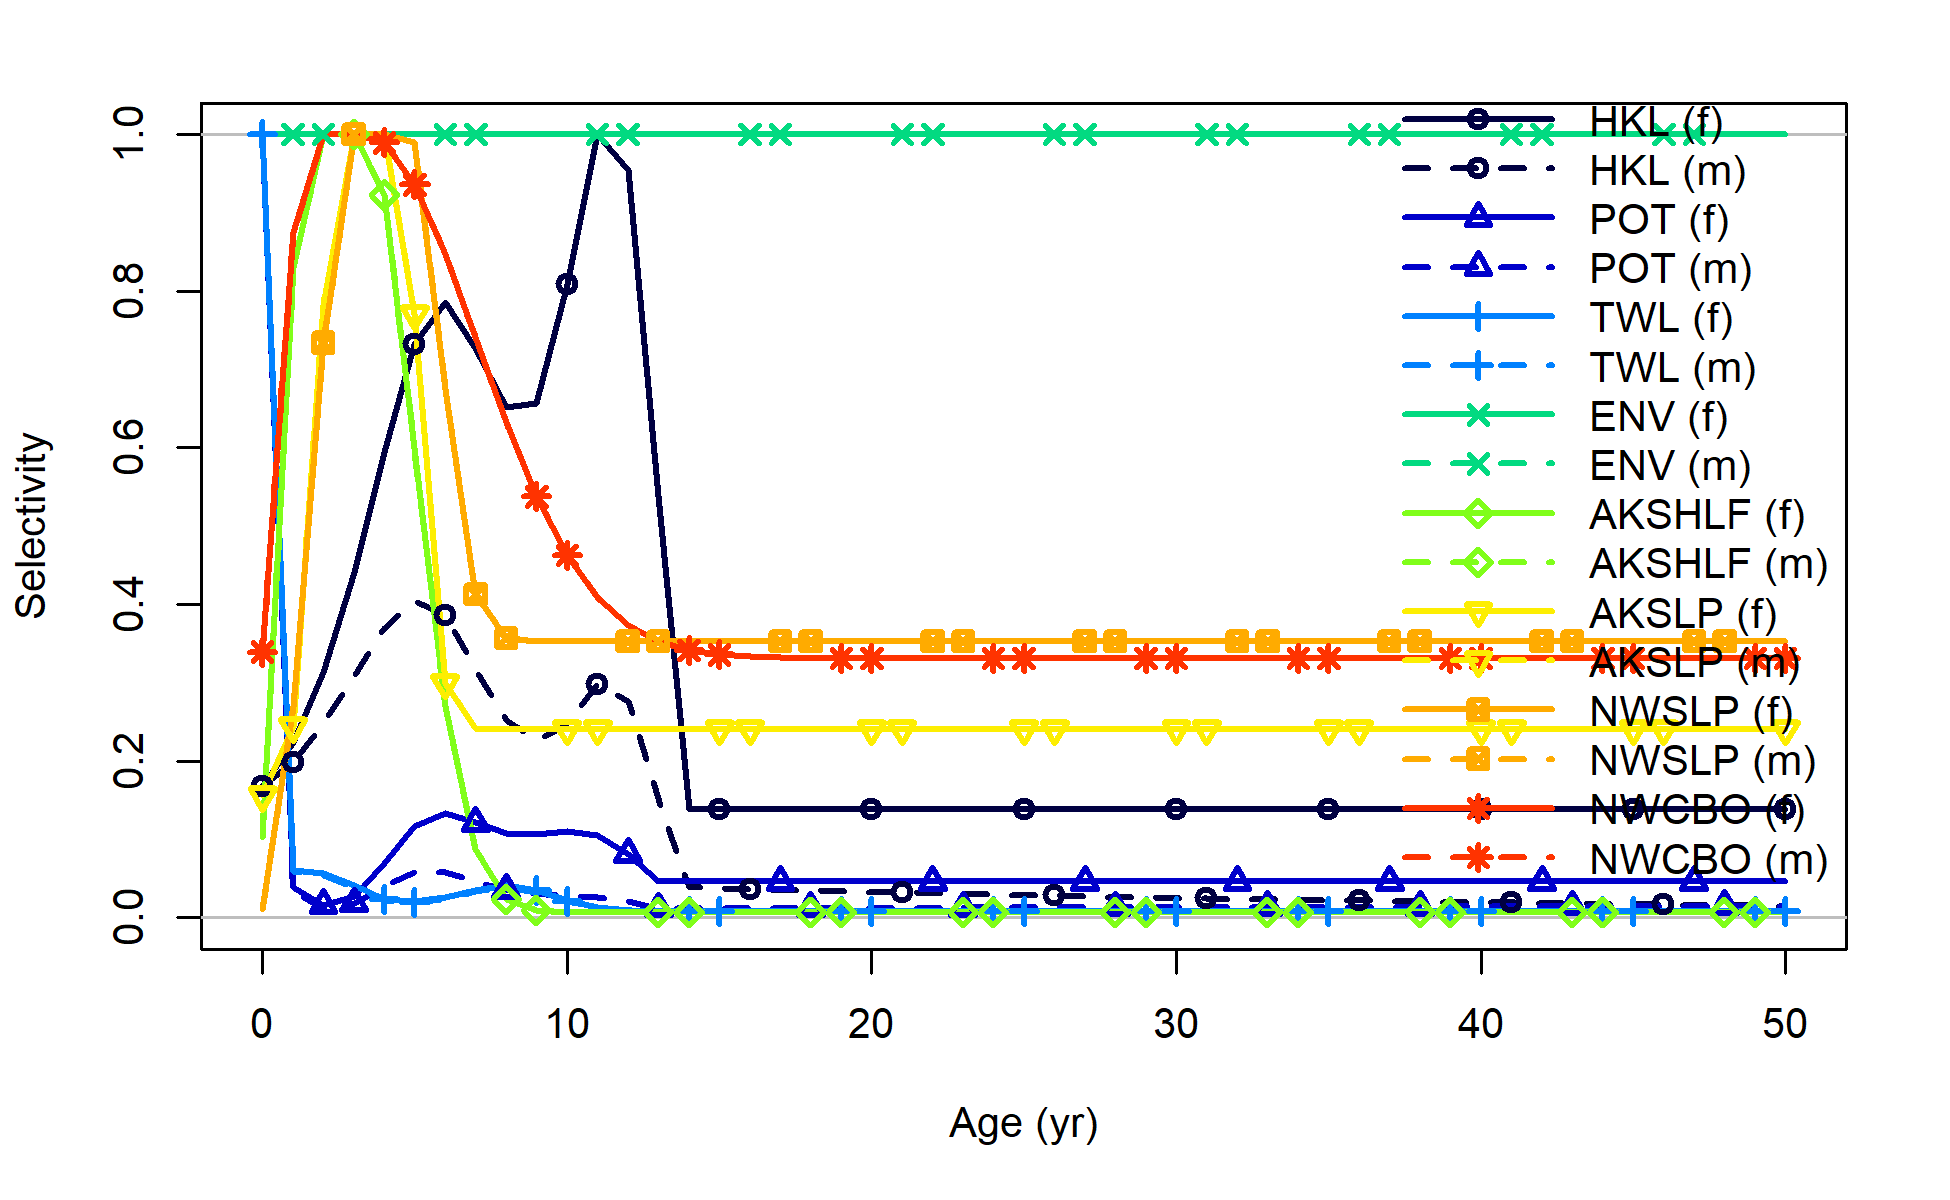 HKL (f)
HKL (m)
POT (f)
POT (m)
TWL (f)
TWL (m)
ENV (f)
ENV (m)
AKSHLF (f)
AKSHLF (m)
AKSLP (f)
AKSLP (m)
NWSLP (f)
NWSLP (m)
NWCBO (f)
NWCBO (m)
1.0
0.8
0.6
0.4
0.2
0.0
Selectivity
0 10 20 30 40 50
Age (yr)